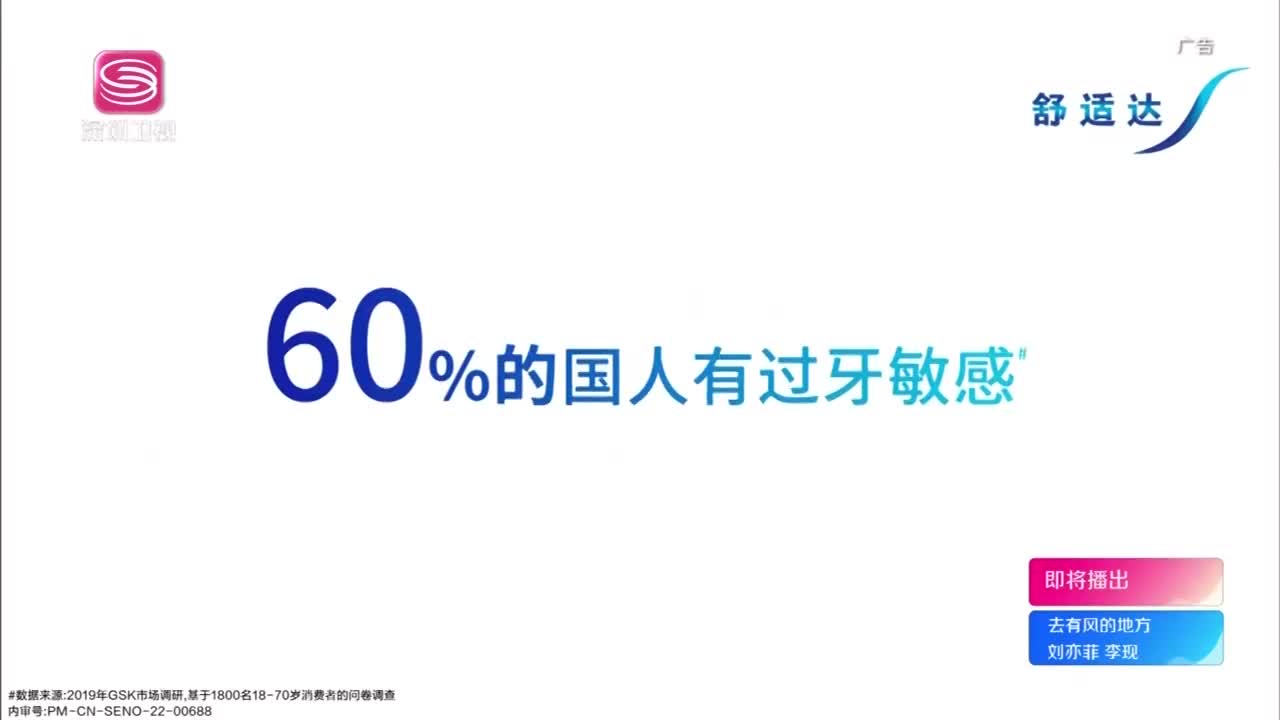 广告
深圳卫视
舒适达
60%的国人有过牙敏感#
即将播出
去有风的地方
刘亦菲 李现
#数据来源:2019年GSK市场调研,基于1800名18-70岁消费者的问卷调查
内审号:PM-CN-SENO-22-00688